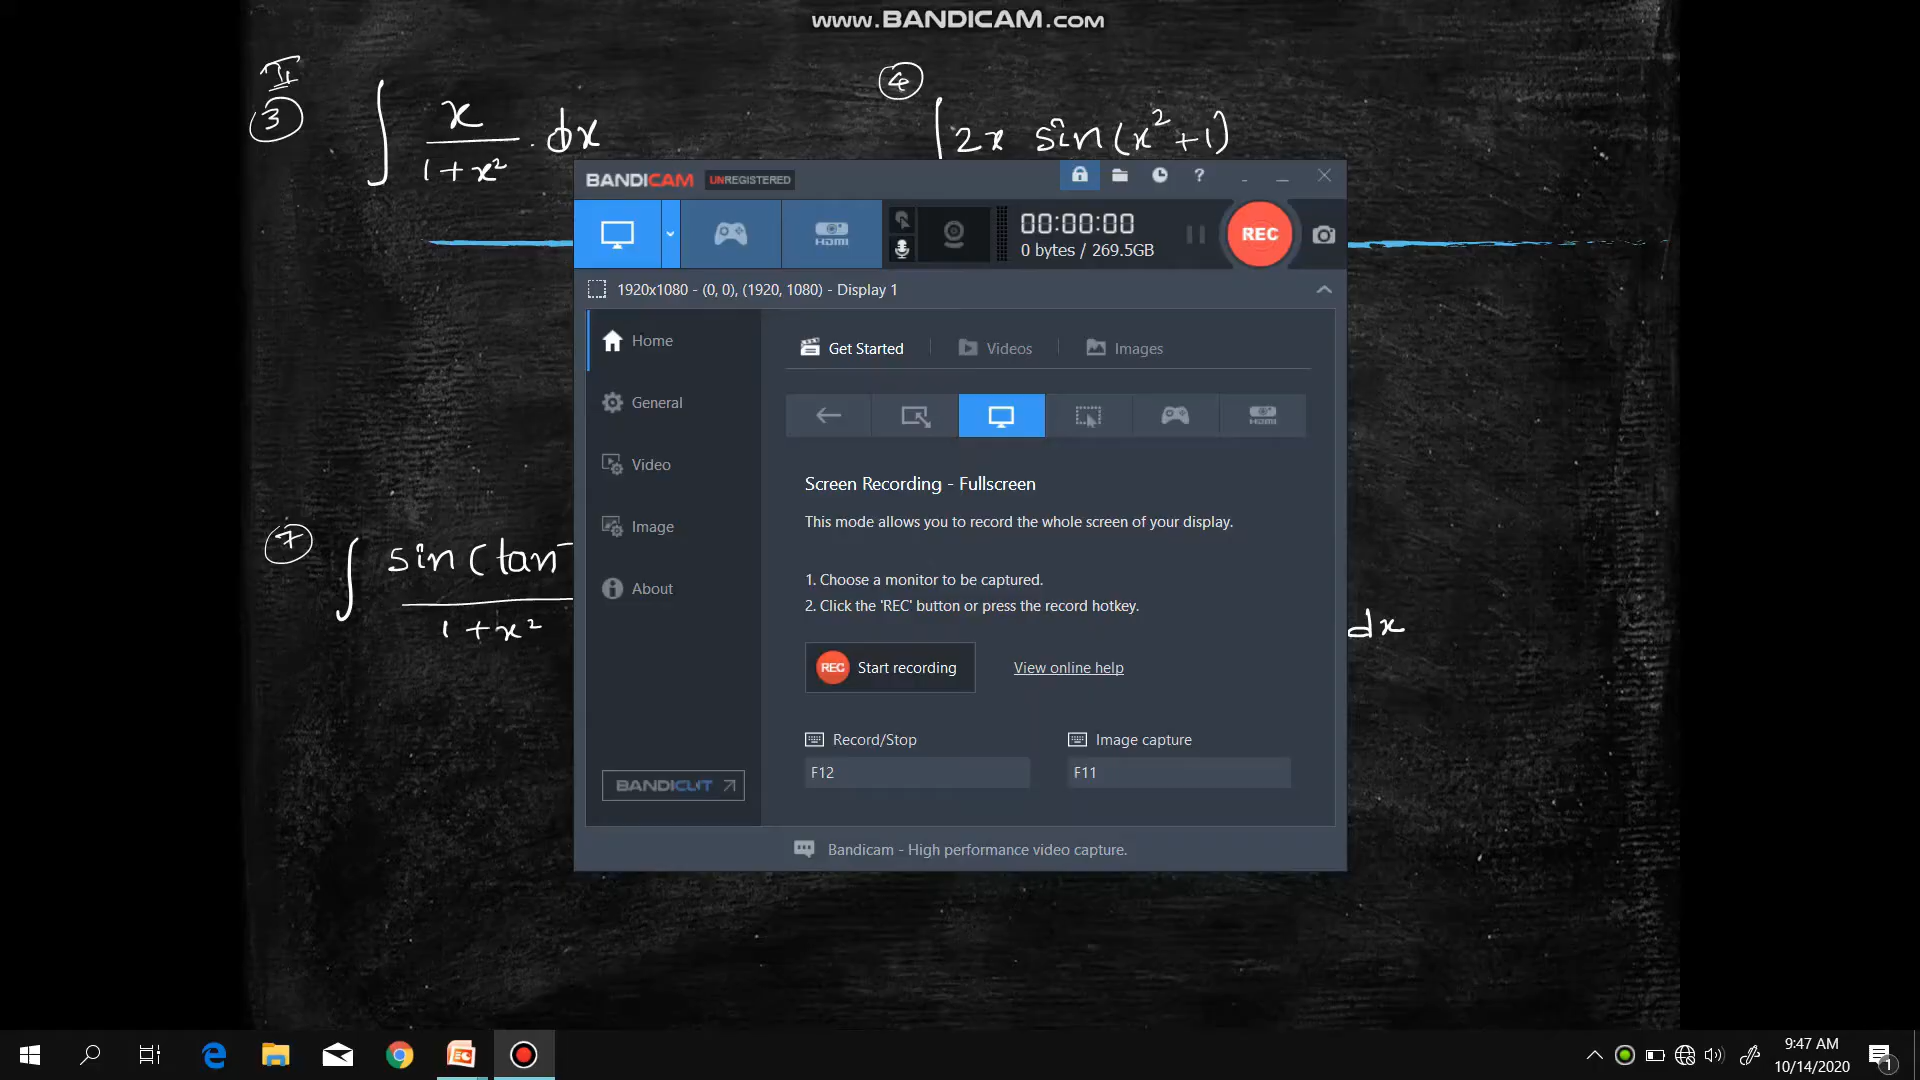 www.BANDICAM.com
II
3 ∫ x / 1+x² . dx
4 ∫ 2x sin(x²+1)
BANDICAM UNREGISTERED
?
HDMI
00:00:00
0 bytes / 269.5GB
REC
1920x1080 - (0, 0), (1920, 1080) - Display 1
Home
General
Video
Image
About
BANDICUT
Get Started
Videos
Images
HDMI
Screen Recording - Fullscreen
This mode allows you to record the whole screen of your display.
1. Choose a monitor to be captured.
2. Click the 'REC' button or press the record hotkey.
REC Start recording
View online help
Record/Stop
Image capture
F12
F11
Bandicam - High performance video capture.
7 ∫ sin(tan⁻ / 1+x²
dx
9:47 AM
10/14/2020
1